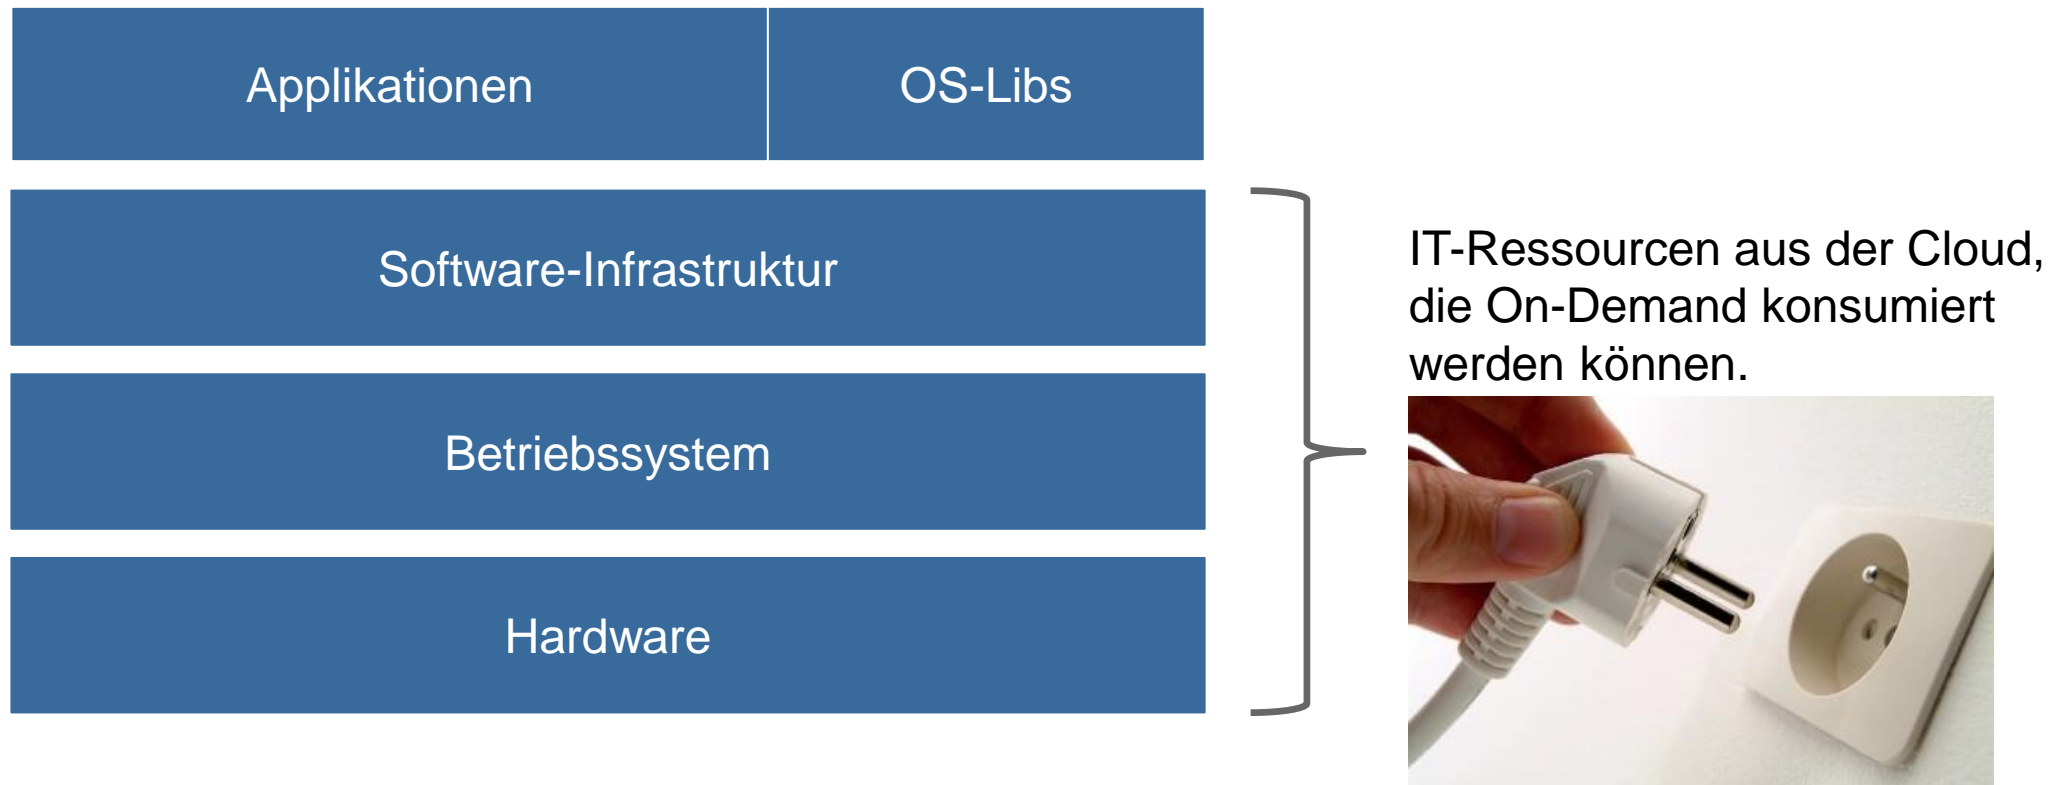 Applikationen
OS-Libs
Software-Infrastruktur
Betriebssystem
Hardware
IT-Ressourcen aus der Cloud,
die On-Demand konsumiert
werden können.